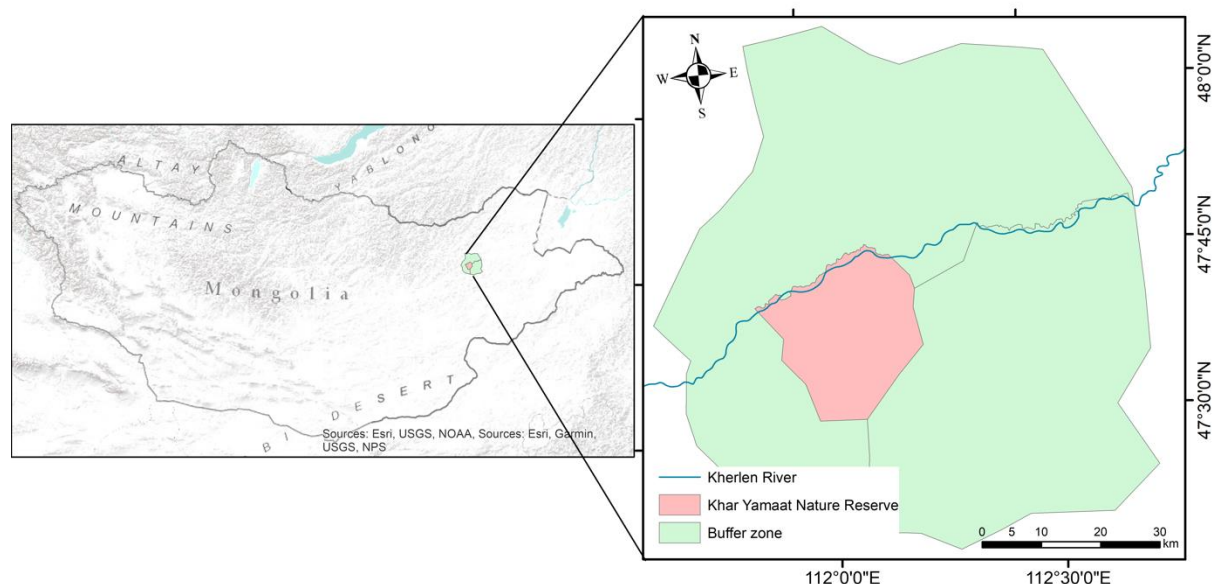 ALTAY
MOUNTAINS
YABLONO
Mongolia
BI DESERT
Sources: Esri, USGS, NOAA, Sources: Esri, Garmin,
USGS, NPS
N
W E
S
48°0'0"N
47°45'0"N
47°30'0"N
Kherlen River
Khar Yamaat Nature Reserve
Buffer zone
0 5 10 20 30
km
112°0'0"E 112°30'0"E